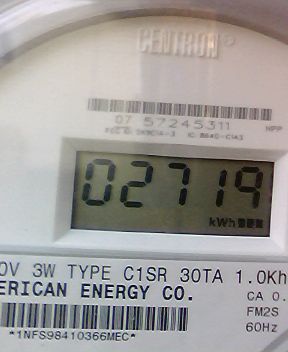 CENTRON®
07 57245311 HPP
02719
kWh
0V 3W TYPE C1SR 30TA 1.0Kh
ERICAN ENERGY CO. CA 0.
FM2S
60Hz
*1NFS98410366MEC*